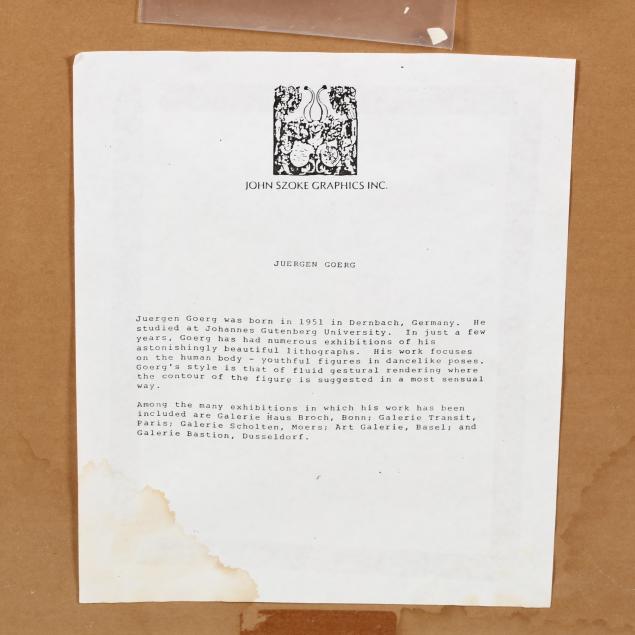 JOHN SZOKE GRAPHICS INC.
JUERGEN GOERG
Juergen Goerg was born in 1951 in Dernbach, Germany. He
studied at Johannes Gutenberg University. In just a few
years, Goerg has had numerous exhibitions of his
astonishingly beautiful lithographs. His work focuses
on the human body - youthful figures in dancelike poses.
Goerg's style is that of fluid gestural rendering where
the contour of the figure is suggested in a most sensual
way.
Among the many exhibitions in which his work has been
included are Galerie Haus Broch, Bonn; Galerie Transit,
Paris; Galerie Scholten, Moers; Art Galerie, Basel; and
Galerie Bastion, Dusseldorf.